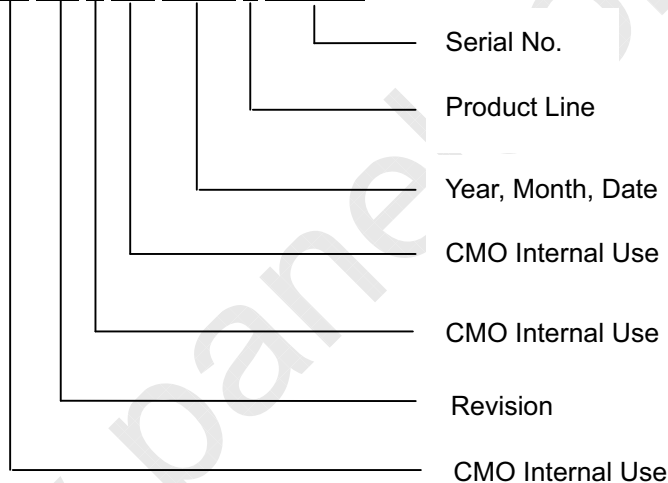 Serial No.
Product Line
Year, Month, Date
CMO Internal Use
CMO Internal Use
Revision
CMO Internal Use